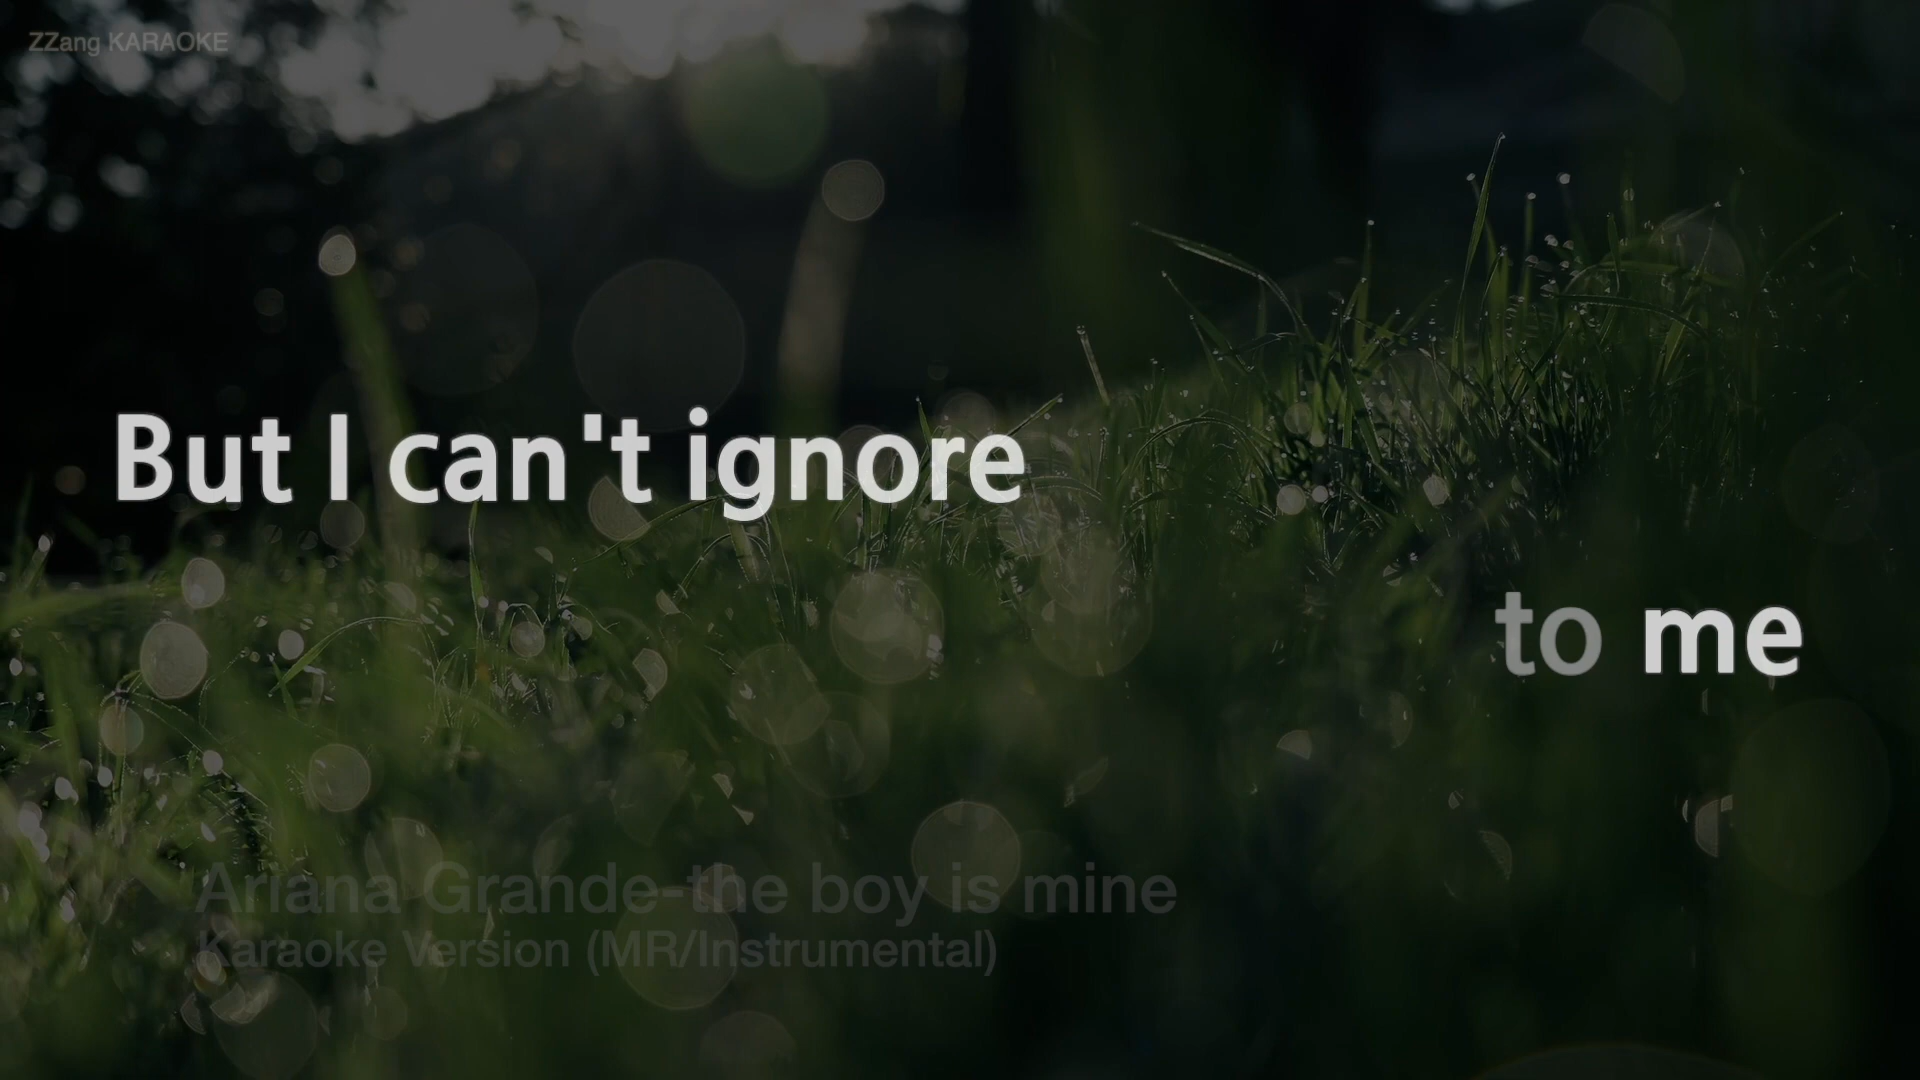 ZZang KARAOKE
But I can't ignore
to me
Ariana Grande-the boy is mine
Karaoke Version (MR/Instrumental)